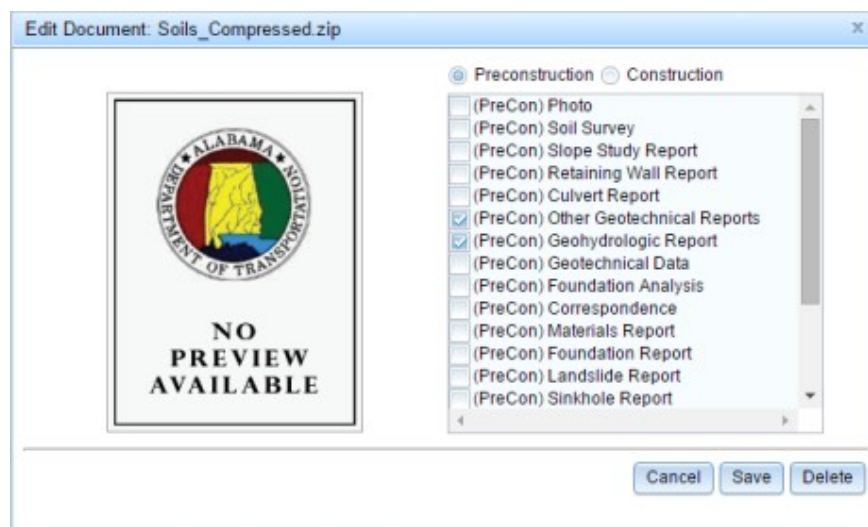 Edit Document: Soils_Compressed.zip
x
Preconstruction Construction
ALABAMA
DEPARTMENT OF TRANSPORTATION
NO
PREVIEW
AVAILABLE
(PreCon) Photo
(PreCon) Soil Survey
(PreCon) Slope Study Report
(PreCon) Retaining Wall Report
(PreCon) Culvert Report
(PreCon) Other Geotechnical Reports
(PreCon) Geohydrologic Report
(PreCon) Geotechnical Data
(PreCon) Foundation Analysis
(PreCon) Correspondence
(PreCon) Materials Report
(PreCon) Foundation Report
(PreCon) Landslide Report
(PreCon) Sinkhole Report
Cancel Save Delete